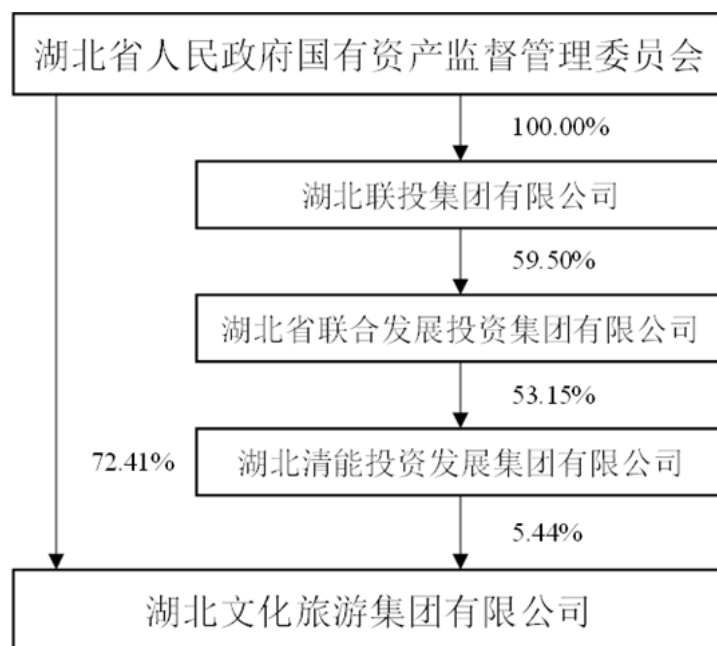 湖北省人民政府国有资产监督管理委员会
100.00%
湖北联投集团有限公司
59.50%
湖北省联合发展投资集团有限公司
53.15%
72.41%
湖北清能投资发展集团有限公司
5.44%
湖北文化旅游集团有限公司